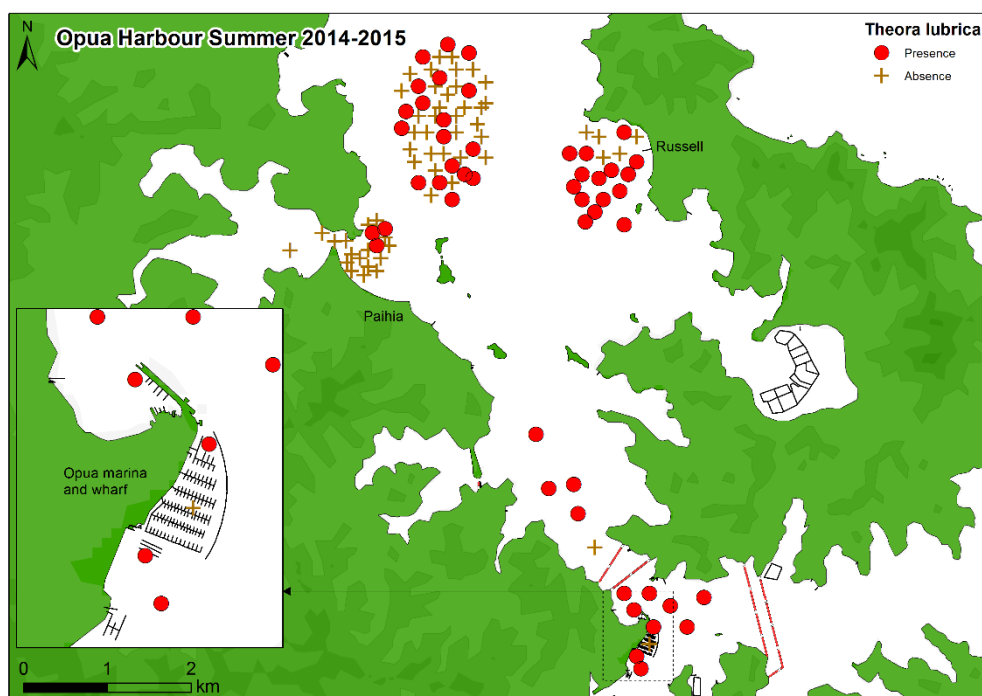 N
Opua Harbour Summer 2014-2015
Theora lubrica
Presence
Absence
Russell
Paihia
Opua marina
and wharf
0 1 2
km